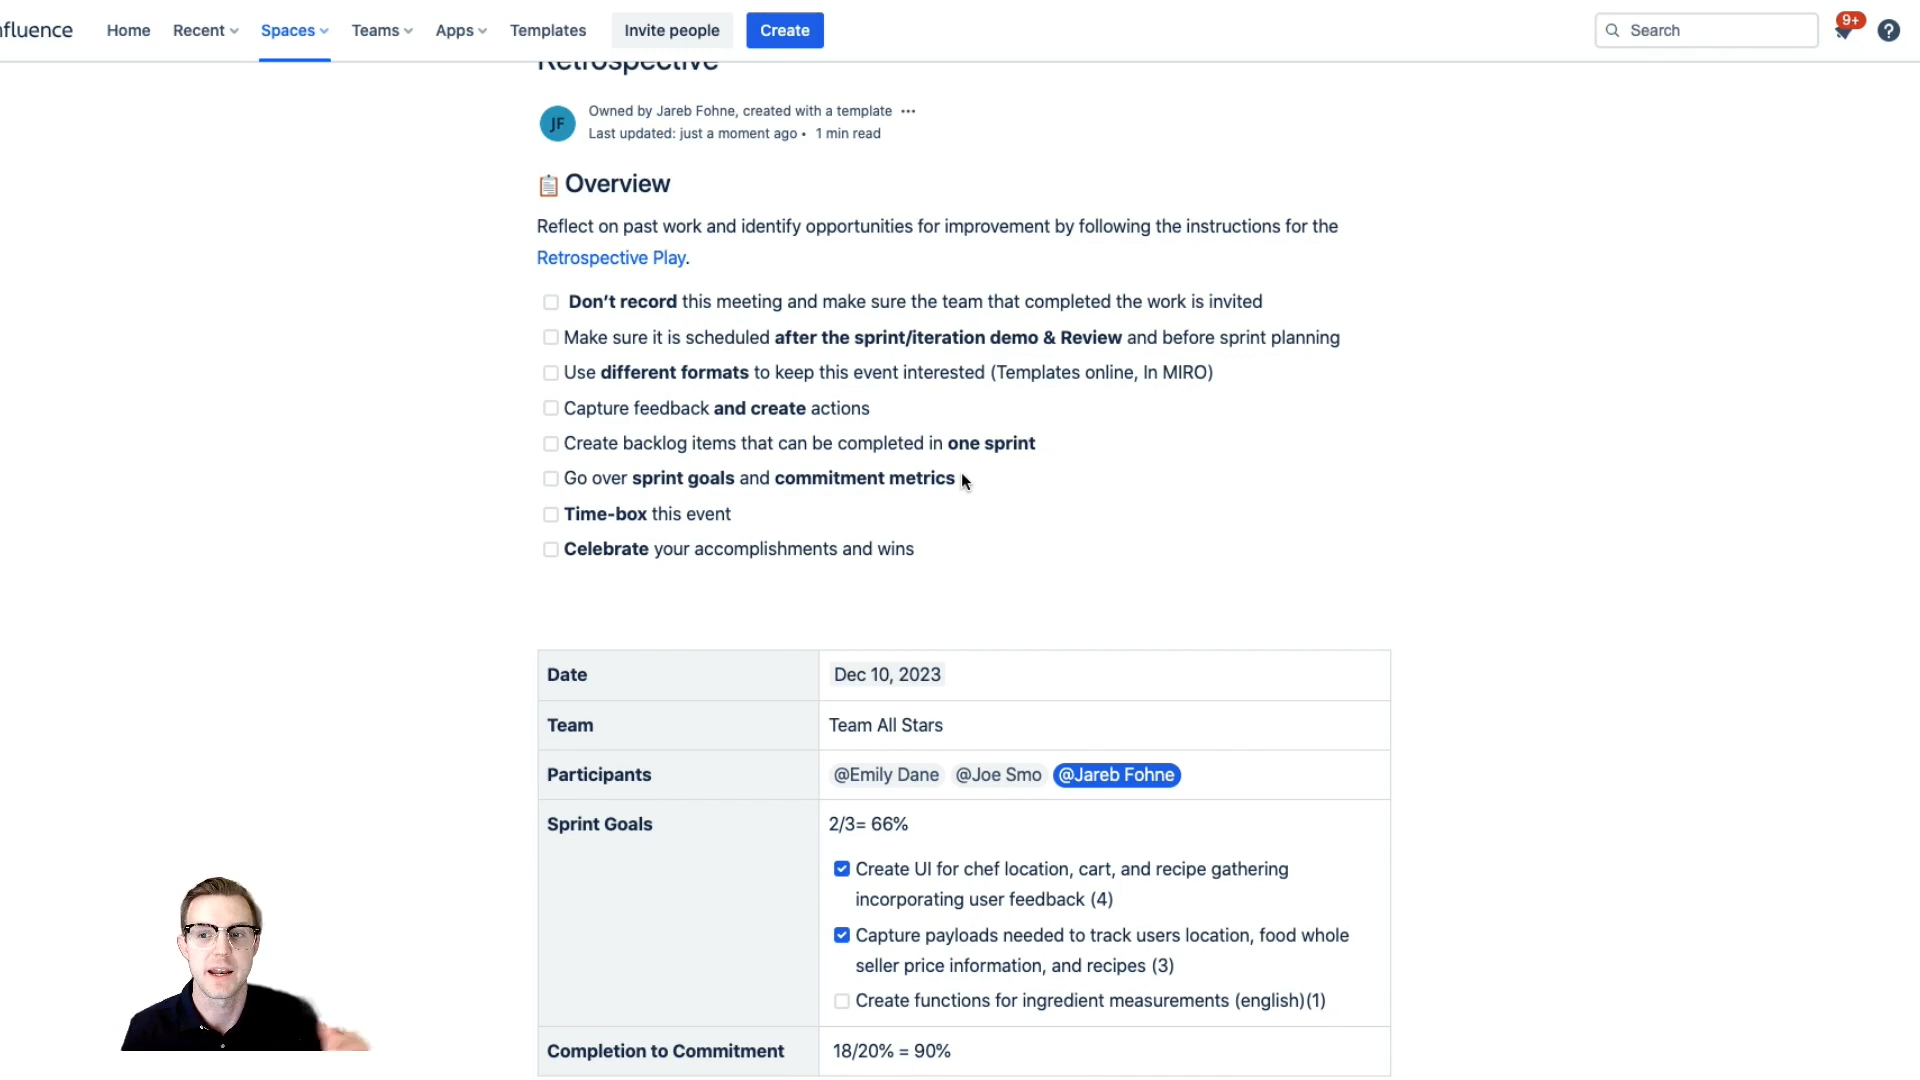 nfluence Home Recent Spaces Teams Apps Templates Invite people Create Search 9+ ?
Retrospective
JF
Owned by Jareb Fohne, created with a template •••
Last updated: just a moment ago • 1 min read
📋 Overview
Reflect on past work and identify opportunities for improvement by following the instructions for the
Retrospective Play.
Don’t record this meeting and make sure the team that completed the work is invited
Make sure it is scheduled after the sprint/iteration demo & Review and before sprint planning
Use different formats to keep this event interested (Templates online, In MIRO)
Capture feedback and create actions
Create backlog items that can be completed in one sprint
Go over sprint goals and commitment metrics
Time-box this event
Celebrate your accomplishments and wins
Date Dec 10, 2023
Team Team All Stars
Participants @Emily Dane @Joe Smo @Jareb Fohne
Sprint Goals 2/3= 66%
Create UI for chef location, cart, and recipe gathering
incorporating user feedback (4)
Capture payloads needed to track users location, food whole
seller price information, and recipes (3)
Create functions for ingredient measurements (english)(1)
Completion to Commitment 18/20% = 90%